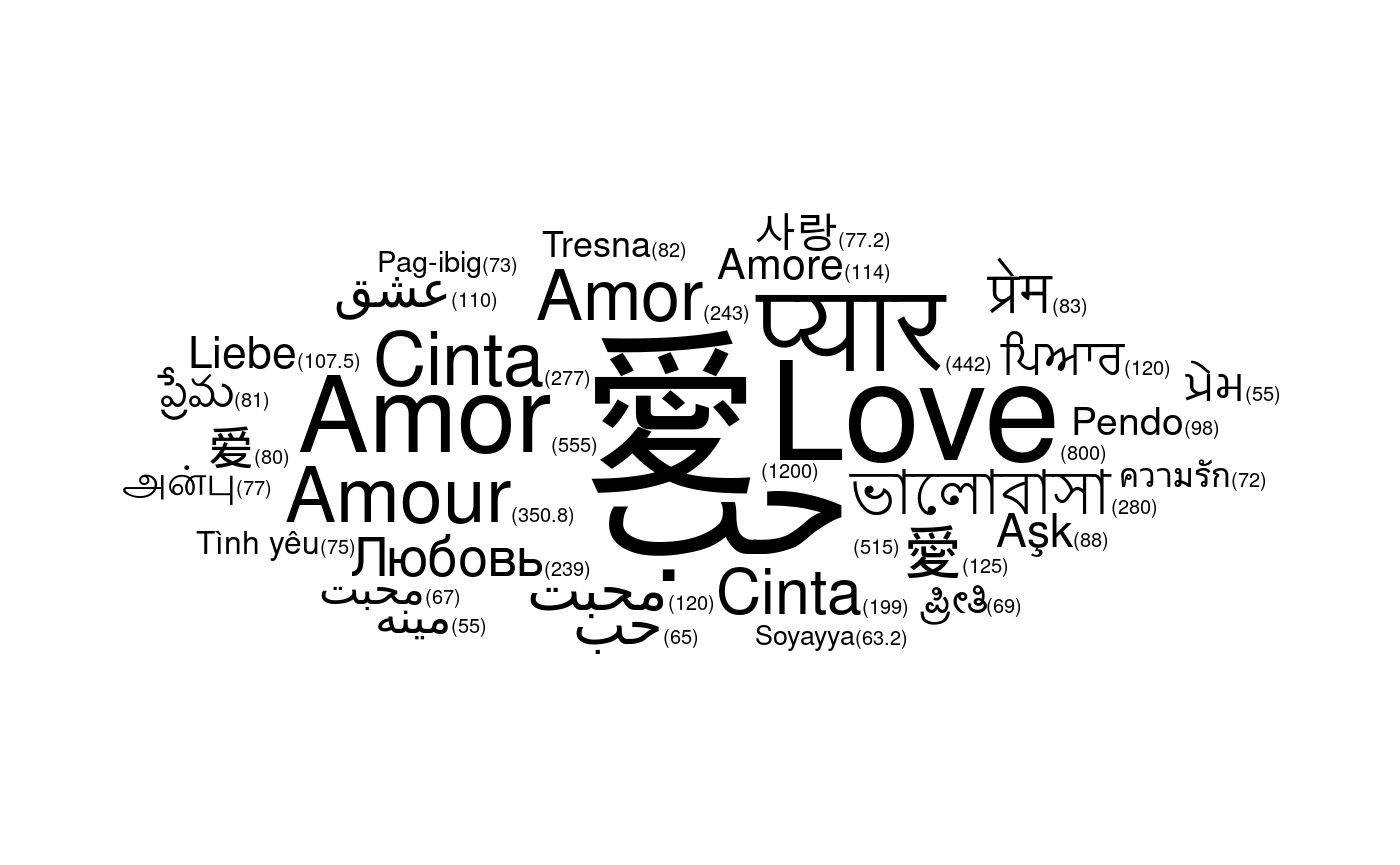 사랑(77.2)
Tresna(82)
Pag-ibig(73)
Amore(114)
عشق(110)
Amor(243)
प्यार(442)
प्रेम(83)
Liebe(107.5)
Cinta(277)
ਪਿਆਰ(120)
પ્રેમ(55)
ప్రేమ(81)
Amor(555)
愛(1200)
Love(800)
Pendo(98)
爱(80)
அன்பு(77)
Amour(350.8)
حب(515)
ভালোবাসা(280)
ความรัก(72)
Tình yêu(75)
Любовь(239)
愛(125)
Aşk(88)
محبت(67)
محبت(120)
Cinta(199)
ಪ್ರೀತಿ(69)
مينه(55)
حب(65)
Soyayya(63.2)